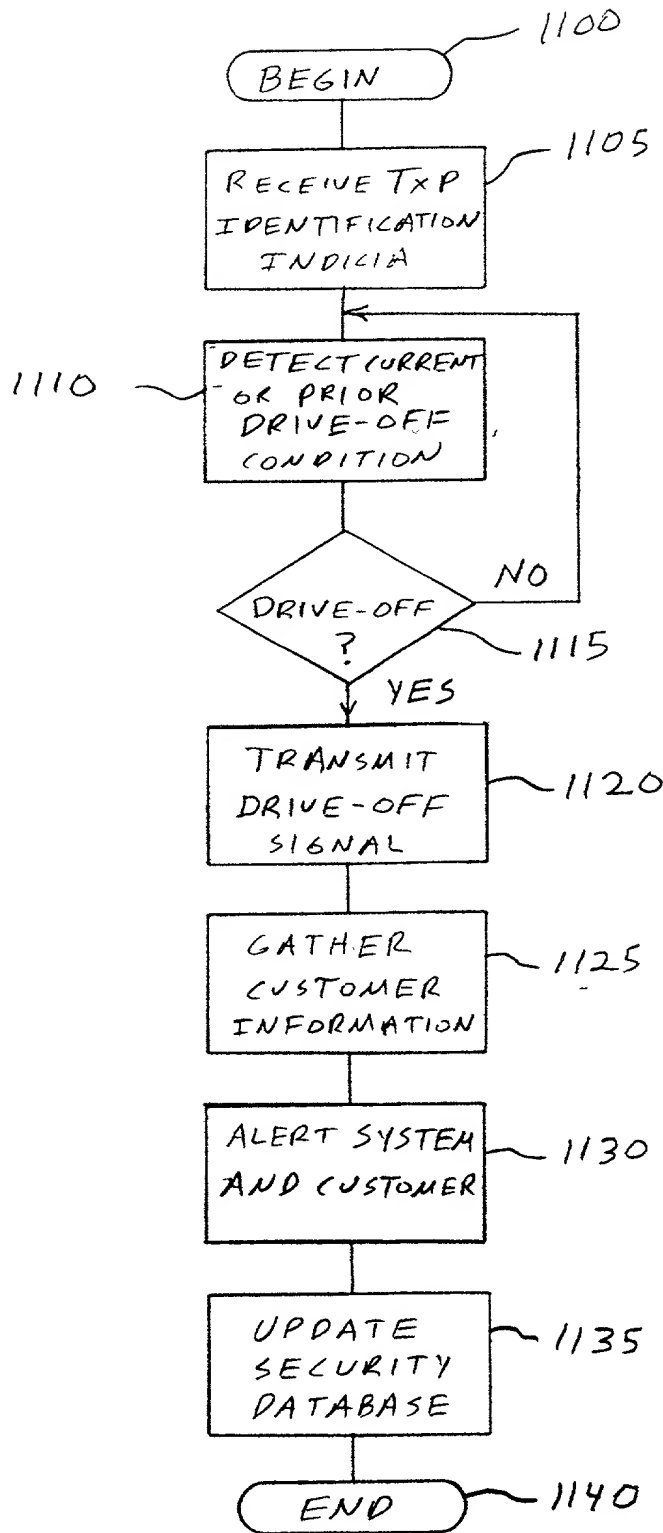 1100
BEGIN
1105
RECEIVE TXP
IDENTIFICATION
INDICIA
1110
DETECT CURRENT
OR PRIOR
DRIVE-OFF
CONDITION
NO
DRIVE-OFF
?
1115
YES
TRANSMIT
DRIVE-OFF
SIGNAL
1120
GATHER
CUSTOMER
INFORMATION
1125
ALERT SYSTEM
AND CUSTOMER
1130
UPDATE
SECURITY
DATABASE
1135
END
1140